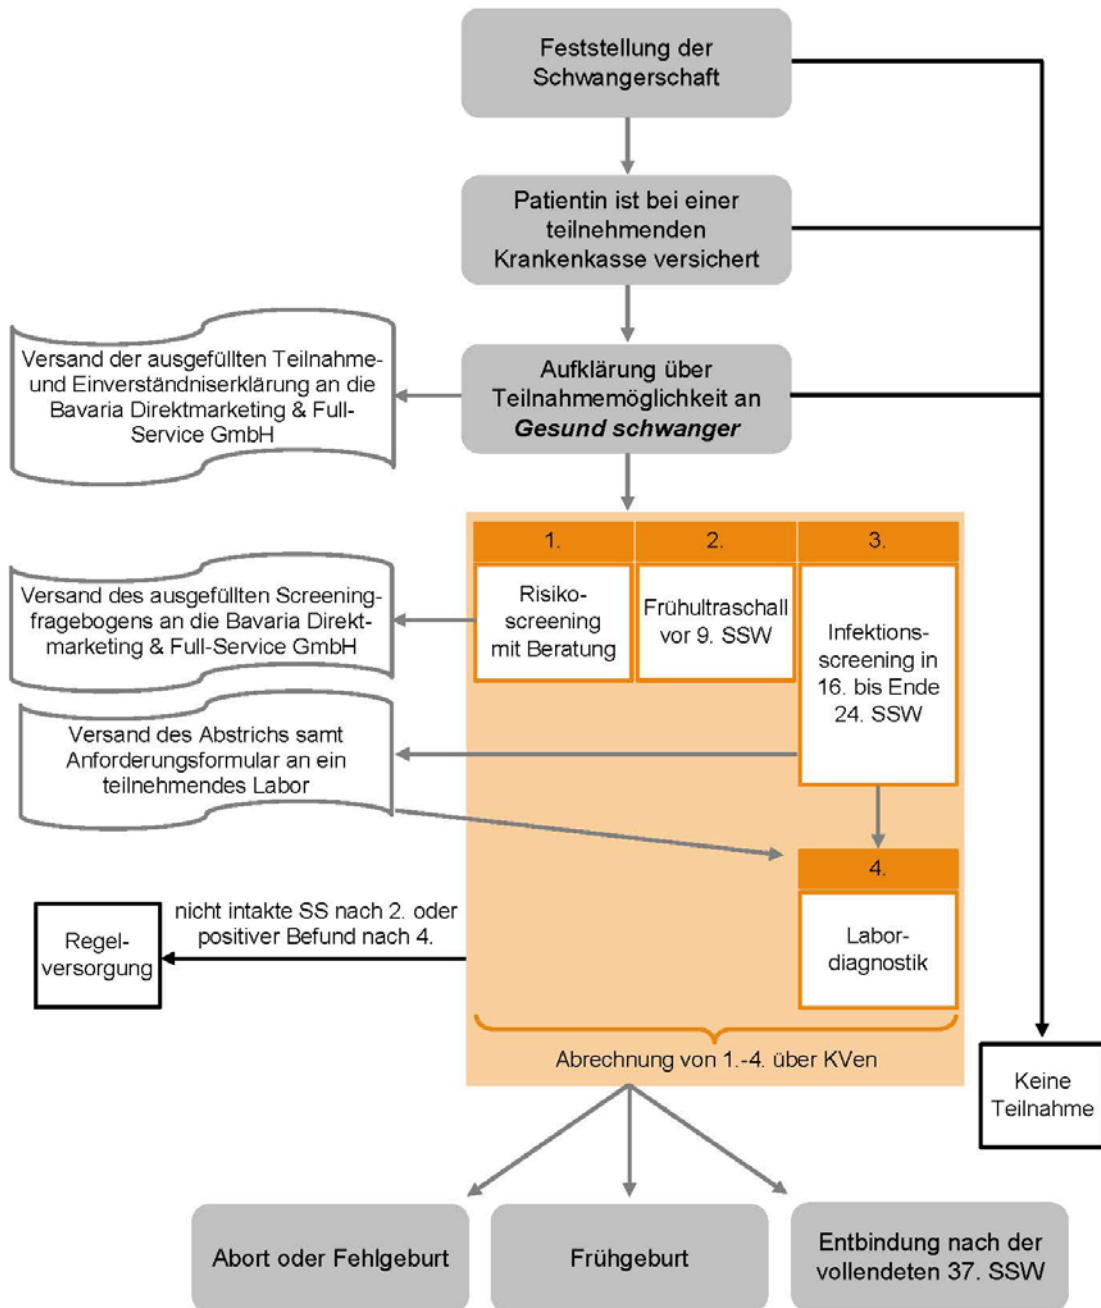 Feststellung der
Schwangerschaft
Patientin ist bei einer
teilnehmenden
Krankenkasse versichert
Versand der ausgefüllten Teilnahme-
und Einverständniserklärung an die
Bavaria Direktmarketing & Full-
Service GmbH
Aufklärung über
Teilnahmemöglichkeit an
Gesund schwanger
1.
2.
3.
Versand des ausgefüllten Screening-
fragebogens an die Bavaria Direkt-
marketing & Full-Service GmbH
Risiko-
screening
mit Beratung
Frühultraschall
vor 9. SSW
Infektions-
screening in
16. bis Ende
24. SSW
Versand des Abstrichs samt
Anforderungsformular an ein
teilnehmendes Labor
4.
Labor-
diagnostik
nicht intakte SS nach 2. oder
positiver Befund nach 4.
Regel-
versorgung
Abrechnung von 1.-4. über KVen
Keine
Teilnahme
Abort oder Fehlgeburt
Frühgeburt
Entbindung nach der
vollendeten 37. SSW